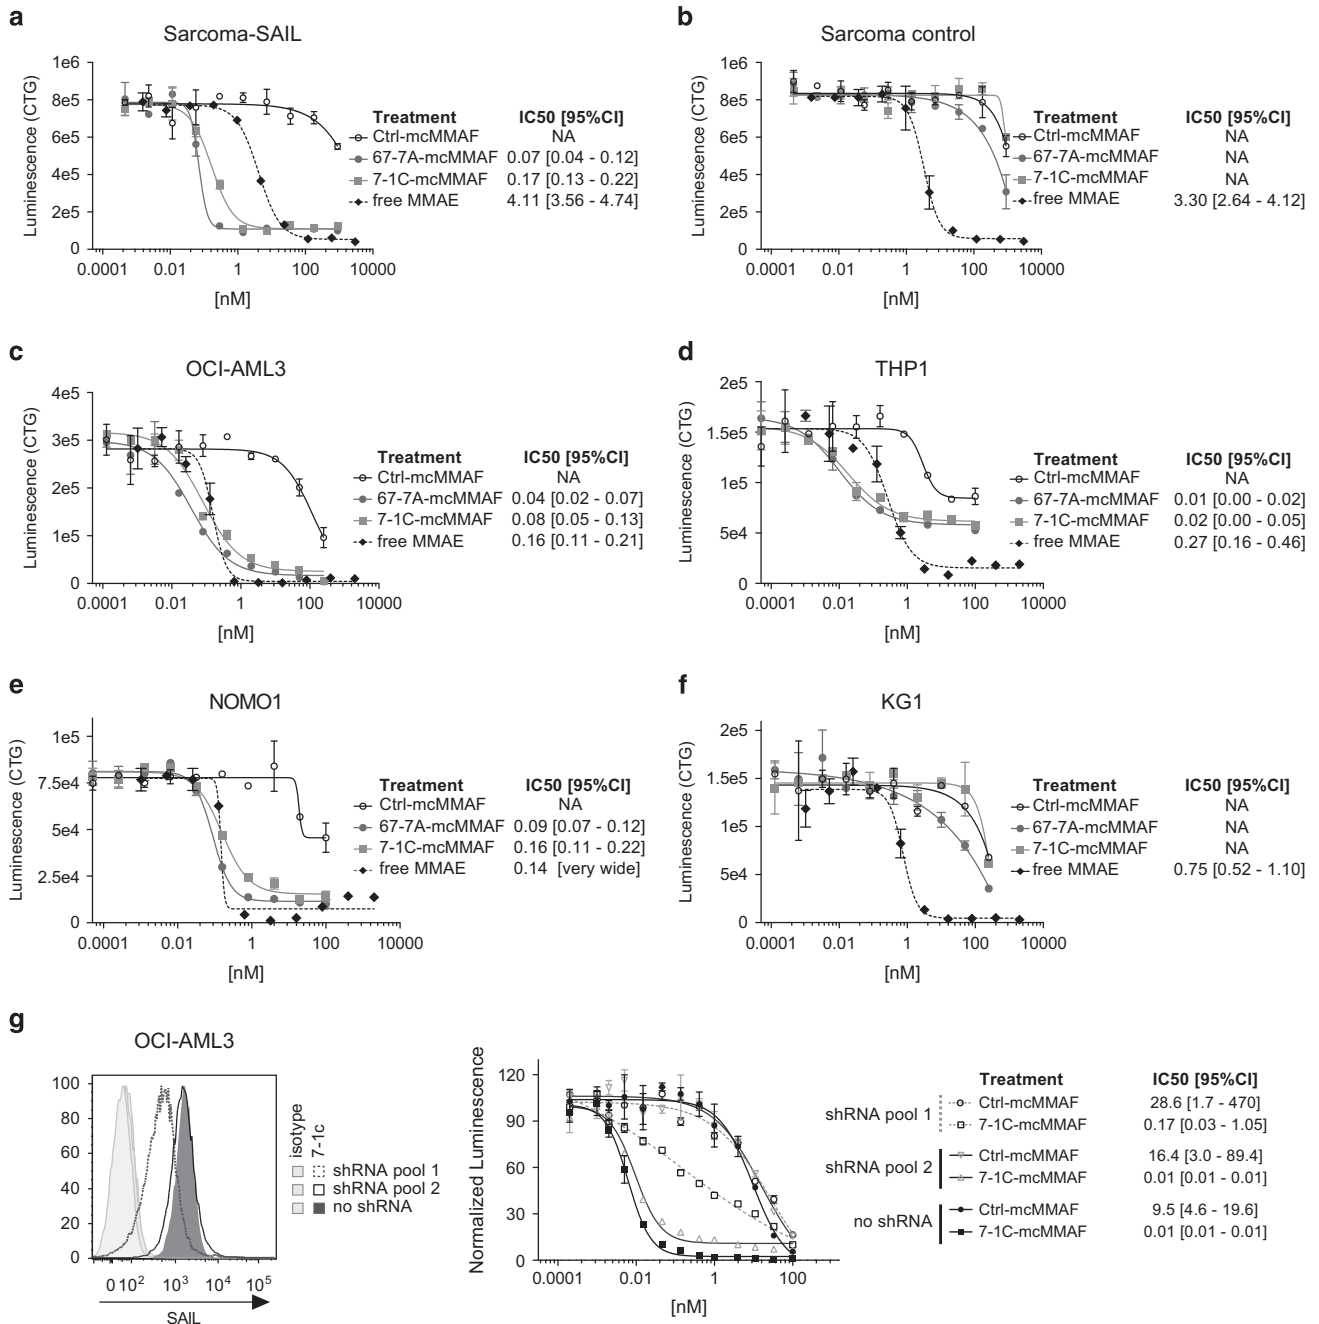 a
Sarcoma-SAIL
Luminescence (CTG)
1e6
8e5
6e5
4e5
2e5
0
0.0001 0.01 1 100 10000
[nM]
Treatment IC50 [95%CI]
Ctrl-mcMMAF NA
67-7A-mcMMAF 0.07 [0.04 - 0.12]
7-1C-mcMMAF 0.17 [0.13 - 0.22]
free MMAE 4.11 [3.56 - 4.74]
b
Sarcoma control
Luminescence (CTG)
1e6
8e5
6e5
4e5
2e5
0
0.0001 0.01 1 100 10000
[nM]
Treatment IC50 [95%CI]
Ctrl-mcMMAF NA
67-7A-mcMMAF NA
7-1C-mcMMAF NA
free MMAE 3.30 [2.64 - 4.12]
c
OCI-AML3
Luminescence (CTG)
4e5
3e5
2e5
1e5
0
0.0001 0.01 1 100 10000
[nM]
Treatment IC50 [95%CI]
Ctrl-mcMMAF NA
67-7A-mcMMAF 0.04 [0.02 - 0.07]
7-1C-mcMMAF 0.08 [0.05 - 0.13]
free MMAE 0.16 [0.11 - 0.21]
d
THP1
Luminescence (CTG)
2e5
1.5e5
1e5
5e4
0
0.0001 0.01 1 100 10000
[nM]
Treatment IC50 [95%CI]
Ctrl-mcMMAF NA
67-7A-mcMMAF 0.01 [0.00 - 0.02]
7-1C-mcMMAF 0.02 [0.00 - 0.05]
free MMAE 0.27 [0.16 - 0.46]
e
NOMO1
Luminescence (CTG)
1e5
7.5e4
5e4
2.5e4
0
0.0001 0.01 1 100 10000
[nM]
Treatment IC50 [95%CI]
Ctrl-mcMMAF NA
67-7A-mcMMAF 0.09 [0.07 - 0.12]
7-1C-mcMMAF 0.16 [0.11 - 0.22]
free MMAE 0.14 [very wide]
f
KG1
Luminescence (CTG)
2e5
1.5e5
1e5
5e4
0
0.0001 0.01 1 100 10000
[nM]
Treatment IC50 [95%CI]
Ctrl-mcMMAF NA
67-7A-mcMMAF NA
7-1C-mcMMAF NA
free MMAE 0.75 [0.52 - 1.10]
g
OCI-AML3
100
80
60
40
20
0
0 10² 10³ 10⁴ 10⁵
SAIL
isotype
7-1c
shRNA pool 1
shRNA pool 2
no shRNA
Normalized Luminescence
120
90
60
30
0
0.0001 0.01 1 100
[nM]
Treatment IC50 [95%CI]
shRNA pool 1
Ctrl-mcMMAF 28.6 [1.7 - 470]
7-1C-mcMMAF 0.17 [0.03 - 1.05]
shRNA pool 2
Ctrl-mcMMAF 16.4 [3.0 - 89.4]
7-1C-mcMMAF 0.01 [0.01 - 0.01]
no shRNA
Ctrl-mcMMAF 9.5 [4.6 - 19.6]
7-1C-mcMMAF 0.01 [0.01 - 0.01]